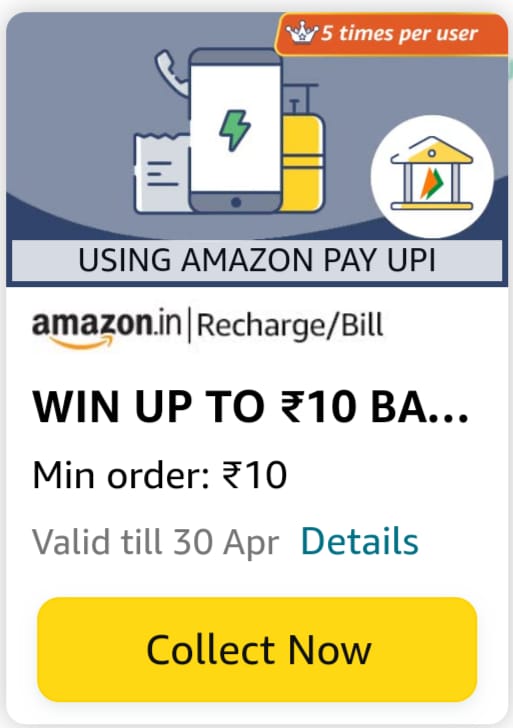 5 times per user
USING AMAZON PAY UPI
amazon.in|Recharge/Bill
WIN UP TO ₹10 BA...
Min order: ₹10
Valid till 30 Apr Details
Collect Now